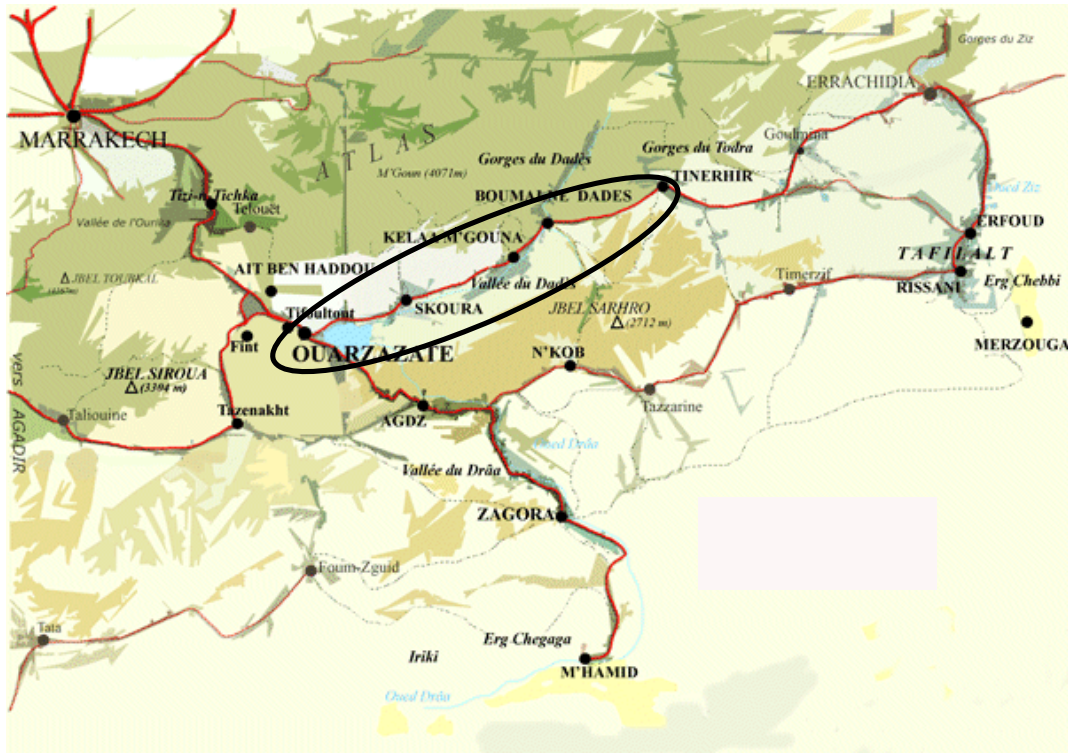 Gorges du Ziz
ERRACHIDIA
MARRAKECH
ATLAS
Goulmina
Gorges du Todra
Gorges du Dadès
M'Goun (4071m)
TINERHIR
Tizi-n-Tichka
BOUMALNE DADES
Oued Ziz
Telouët
Vallée de l'Ourika
ERFOUD
KELAA M'GOUNA
TAFILALT
AIT BEN HADDOU
JBEL TOUBKAL
Timerzif
Erg Chebbi
Vallée du Dadès
RISSANI
SKOURA
JBEL SARHRO
Tifoultout
(2712 m)
Fint
OUARZAZATE
N'KOB
MERZOUGA
JBEL SIROUA
(3394 m)
vers AGADIR
Taliouine
Tazenakht
AGDZ
Tazzarine
Oued Drâa
Vallée du Drâa
ZAGORA
Foum-Zguid
Tata
Erg Chegaga
Iriki
M'HAMID
Oued Drâa